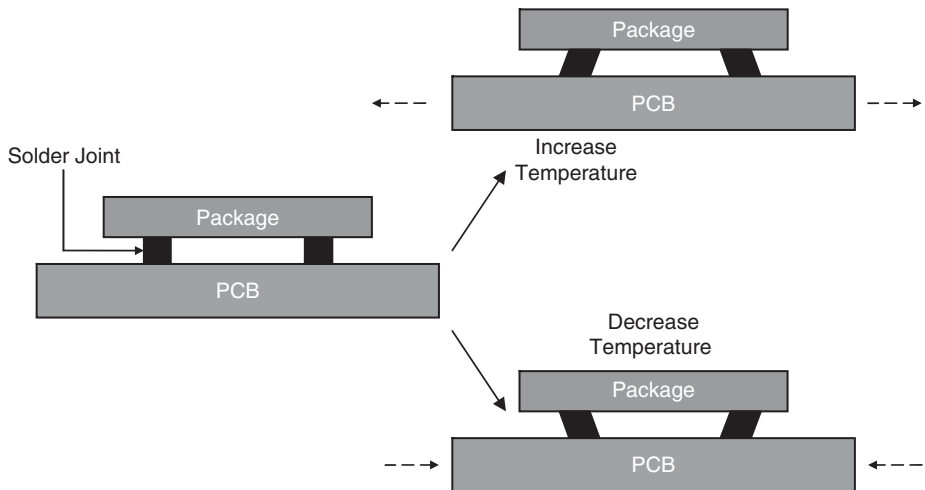 Package
PCB
Increase
Temperature
Solder Joint
Package
PCB
Decrease
Temperature
Package
PCB